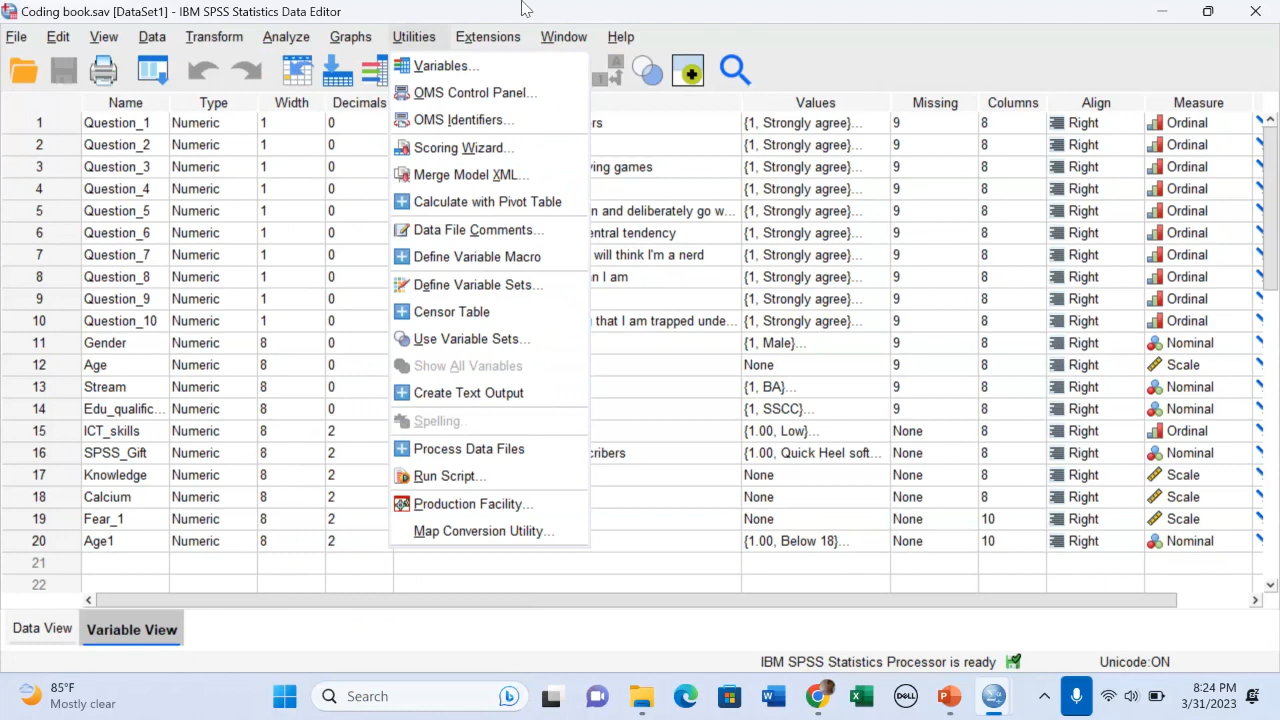 Coding book.sav [DataSet1] - IBM SPSS Statistics Data Editor
File Edit View Data Transform Analyze Graphs Utilities Extensions Window Help
Variables...
OMS Control Panel...
OMS Identifiers...
Scoring Wizard...
Merge Model XML...
Calculate with Pivot Table
Data File Comments...
Define Variable Macro
Define Variable Sets...
Censor Table
Use Variable Sets...
Show All Variables
Create Text Output
Spelling..
Process Data Files
Run Script...
Production Facility...
Map Conversion Utility...
Name Type Width Decimals Values Missing Columns Align Measure
1 Question_1 Numeric 1 0 rs {1, Strongly agree}... 9 8 Right Ordinal
2 Question_2 Numeric 1 0 {1, Strongly agree}... 9 8 Right Ordinal
3 Question_3 Numeric 1 0 ving games {1, Strongly agree}... 9 8 Right Ordinal
4 Question_4 Numeric 1 0 {1, Strongly agree}... 9 8 Right Ordinal
5 Question_5 Numeric 1 0 n and deliberately go w... {1, Strongly agree}... 9 8 Right Ordinal
6 Question_6 Numeric 1 0 entral tendency {1, Strongly agree}... 9 8 Right Ordinal
7 Question_7 Numeric 1 0 will think I'm a nerd {1, Strongly agree}... 9 8 Right Ordinal
8 Question_8 Numeric 1 0 n I am {1, Strongly agree}... 9 8 Right Ordinal
9 Question_9 Numeric 1 0 {1, Strongly agree}... 9 8 Right Ordinal
10 Question_10 Numeric 1 0 that I am trapped unde... {1, Strongly agree}... 9 8 Right Ordinal
11 Gender Numeric 8 0 {1, Male}... 9 8 Right Nominal
12 Age Numeric 8 0 None 9 8 Right Scale
13 Stream Numeric 8 0 {1, BA}... 9 8 Right Nominal
14 Edu_qualific... Numeric 8 0 {1, SSCC}... 9 8 Right Nominal
15 ICT_skills Numeric 8 2 {1.00, Low}... None 8 Right Ordinal
16 SPSS_Gift Numeric 8 2 cribers {1.00, Quick Heel soft... None 8 Right Nominal
17 Knowledge Numeric 8 2 None None 8 Right Scale
18 Calcium Numeric 8 2 None None 8 Right Scale
19 Fear_1 Numeric 8 2 None None 10 Right Scale
20 Age1 Numeric 8 2 {1.00, Below 18}... None 10 Right Nominal
21
22
Data View Variable View
IBM SPSS Statistics Processor is ready Unicode:ON
85°F
Mostly clear
Search
DELL
8:24 PM
3/31/2023